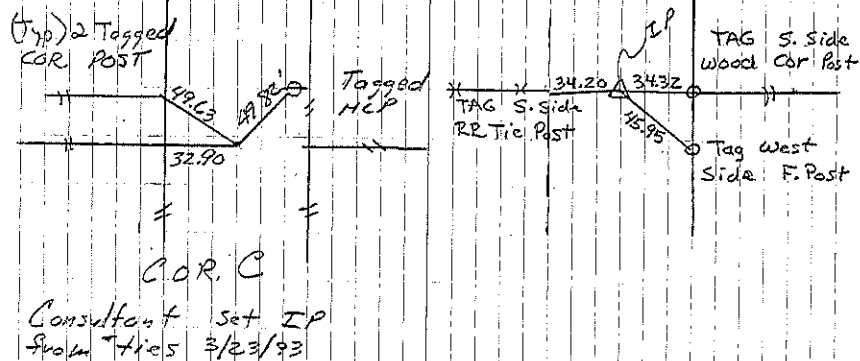 (Typ) 2 Tagged
COR POST
49.63
49.82'
32.90
Tagged
COR. C
Consultant set IP
from Ties 3/23/93
IP
TAG S. Side
wood Cor Post
34.20
34.32
TAG S. Side
RR Tie Post
45.95
Tag west
Side F. Post